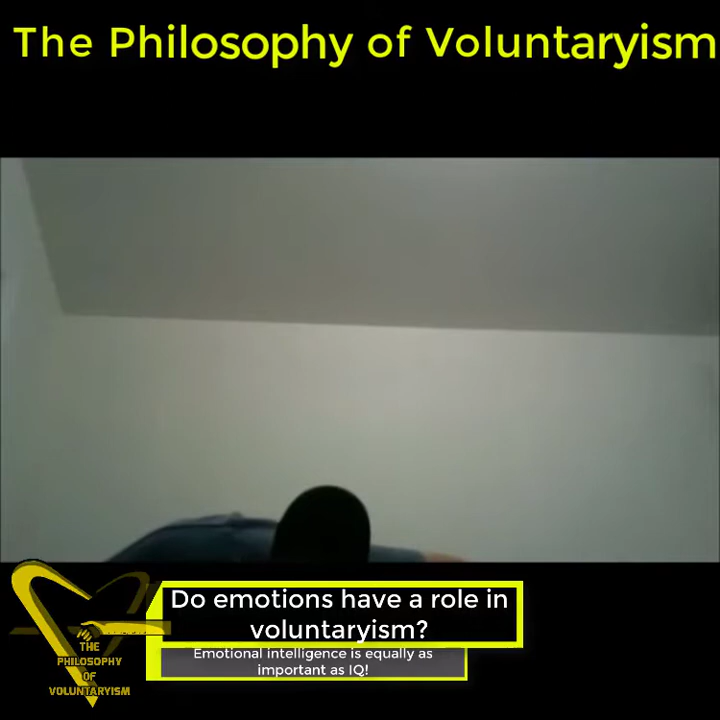 The Philosophy of Voluntaryism
Do emotions have a role in
voluntaryism?
Emotional intelligence is equally as
important as IQ!
THE
PHILOSOPHY
OF
VOLUNTARYISM